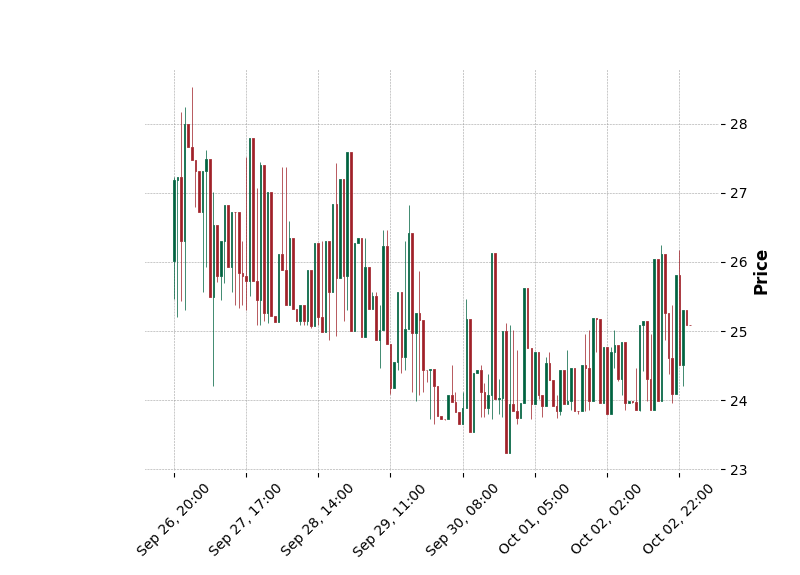 28
27
26
25
24
23
Price
Sep 26, 20:00
Sep 27, 17:00
Sep 28, 14:00
Sep 29, 11:00
Sep 30, 08:00
Oct 01, 05:00
Oct 02, 02:00
Oct 02, 22:00